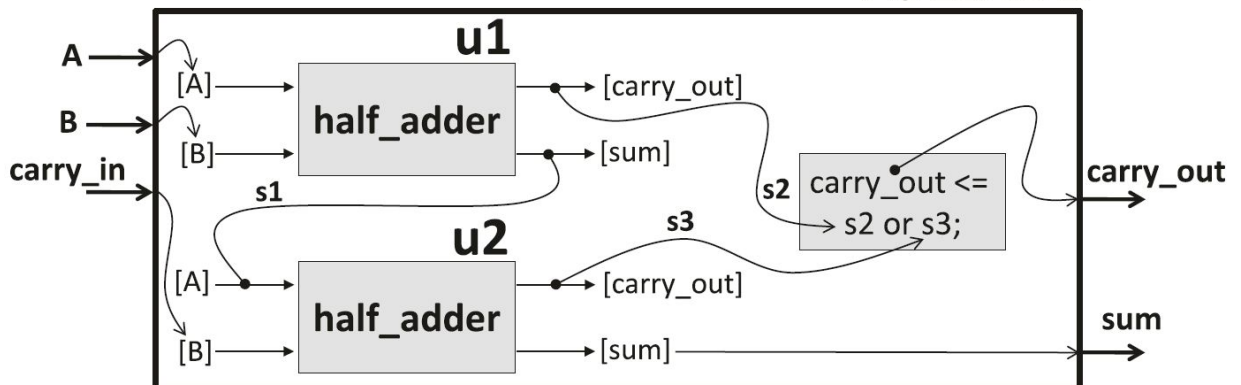 u1
A
[A]
[carry_out]
half_adder
B
[B]
[sum]
carry_in
carry_out
carry_out <=
s1
s2
s2 or s3;
u2
s3
[A]
[carry_out]
half_adder
sum
[B]
[sum]